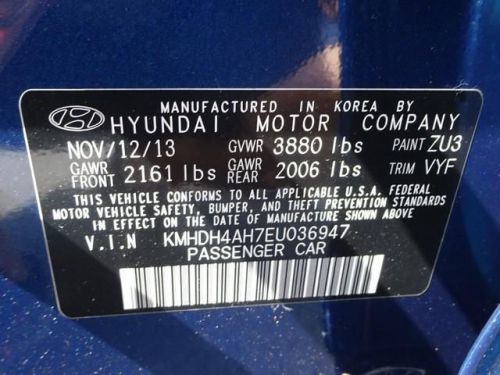 MANUFACTURED IN KOREA BY
HYUNDAI MOTOR COMPANY
NOV/12/13 GVWR 3880 lbs PAINT ZU3
GAWR FRONT 2161 lbs GAWR REAR 2006 lbs TRIM VYF
THIS VEHICLE CONFORMS TO ALL APPLICABLE U.S.A. FEDERAL
MOTOR VEHICLE SAFETY, BUMPER, AND THEFT PREVENTION STANDARDS
IN EFFECT ON THE DATE OF MANUFACTURE SHOWN ABOVE.
V.I.N KMHDH4AH7EU036947
PASSENGER CAR